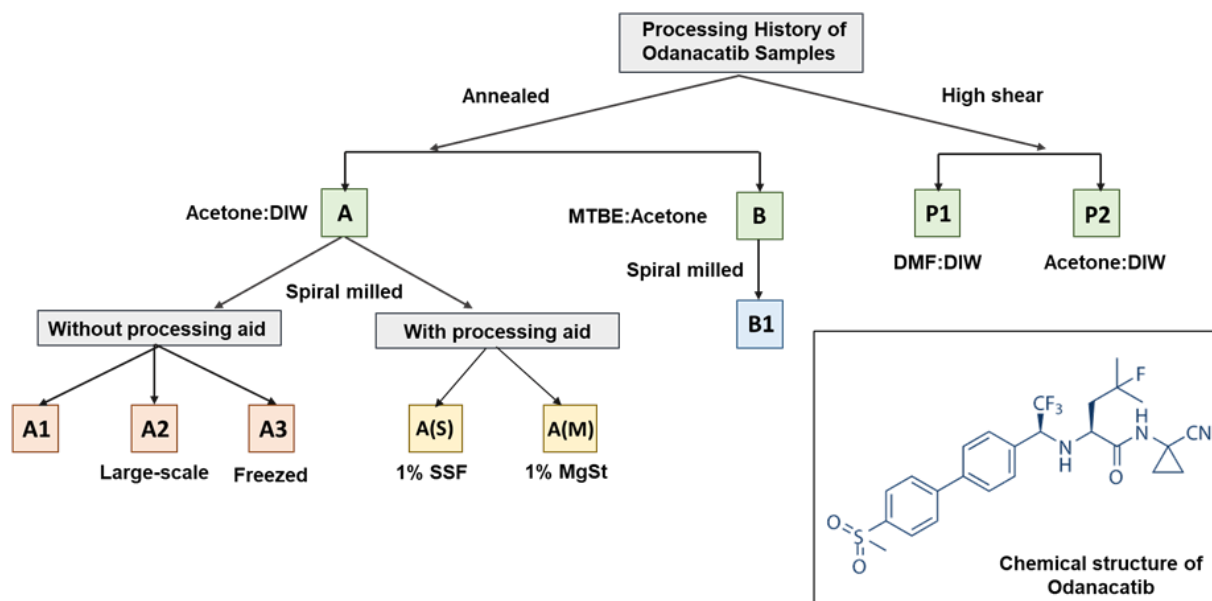 Processing History of
Odanacatib Samples
Annealed
High shear
Acetone:DIW
A
MTBE:Acetone
B
P1
P2
DMF:DIW
Acetone:DIW
Spiral milled
Spiral milled
Without processing aid
With processing aid
B1
A1
A2
A3
A(S)
A(M)
Large-scale
Freezed
1% SSF
1% MgSt
F
CF3
N
H
O
H
N
CN
O
S
O
Chemical structure of
Odanacatib